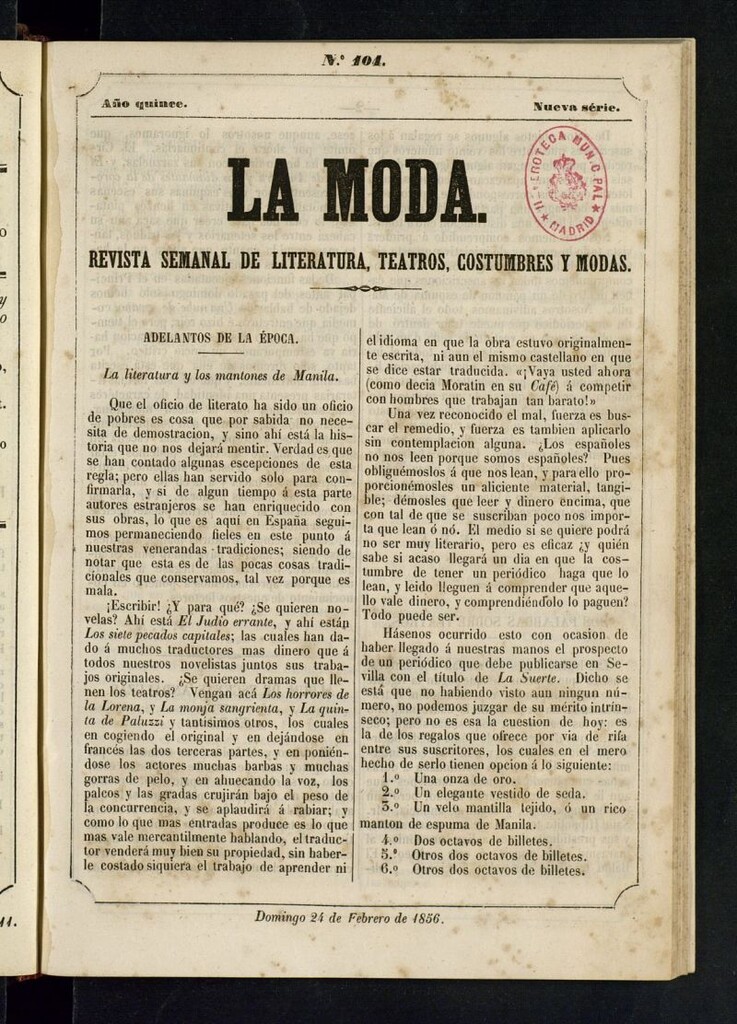 N.º 101.
Año quince.
Nueva série.
LA MODA.
HEMEROTECA MUNICIPAL
★ MADRID ★
REVISTA SEMANAL DE LITERATURA, TEATROS, COSTUMBRES Y MODAS.
ADELANTOS DE LA ÉPOCA.
La literatura y los mantones de Manila.
Que el oficio de literato ha sido un oficio
de pobres es cosa que por sabida no nece-
sita de demostracion, y sino ahí está la his-
toria que no nos dejará mentir. Verdad es que
se han contado algunas escepciones de esta
regla; pero ellas han servido solo para con-
firmarla, y si de algun tiempo á esta parte
autores estranjeros se han enriquecido con
sus obras, lo que es aquí en España segui-
mos permaneciendo fieles en este punto á
nuestras venerandas tradiciones; siendo de
notar que esta es de las pocas cosas tradi-
cionales que conservamos, tal vez porque es
mala.
¡Escribir! ¿Y para qué? ¿Se quieren no-
velas? Ahí está El Judio errante, y ahí están
Los siete pecados capitales; las cuales han da-
do á muchos traductores mas dinero que á
todos nuestros novelistas juntos sus traba-
jos originales. ¿Se quieren dramas que lle-
nen los teatros? Vengan acá Los horrores de
la Lorena, y La monja sangrienta, y La quin-
ta de Paluzzi y tantísimos otros, los cuales
en cogiendo el original y en dejándose en
francés las dos terceras partes, y en ponién-
dose los actores muchas barbas y muchas
gorras de pelo, y en ahuecando la voz, los
palcos y las gradas crujirán bajo el peso de
la concurrencia, y se aplaudirá á rabiar; y
como lo que mas entradas produce es lo que
mas vale mercantilmente hablando, el traduc-
tor venderá muy bien su propiedad, sin haber-
le costado siquiera el trabajo de aprender ni
el idioma en que la obra estuvo originalmen-
te escrita, ni aun el mismo castellano en que
se dice estar traducida. «¡Vaya usted ahora
(como decia Moratin en su Café) á competir
con hombres que trabajan tan barato!»
Una vez reconocido el mal, fuerza es bus-
car el remedio, y fuerza es tambien aplicarlo
sin contemplacion alguna. ¿Los españoles
no nos leen porque somos españoles? Pues
obliguémoslos á que nos lean, y para ello pro-
porcionémosles un aliciente material, tangi-
ble; démosles que leer y dinero encima, que
con tal de que se suscriban poco nos impor-
ta que lean ó nó. El medio si se quiere podrá
no ser muy literario, pero es eficaz ¿y quién
sabe si acaso llegará un dia en que la cos-
tumbre de tener un periódico haga que lo
lean, y leido lleguen á comprender que aque-
llo vale dinero, y comprendiéndolo lo paguen?
Todo puede ser.
Hásenos ocurrido esto con ocasion de
haber llegado á nuestras manos el prospecto
de un periódico que debe publicarse en Se-
villa con el título de La Suerte. Dicho se
está que no habiendo visto aun ningun nú-
mero, no podemos juzgar de su mérito intrín-
seco; pero no es esa la cuestion de hoy: es
la de los regalos que ofrece por via de rifa
entre sus suscritores, los cuales en el mero
hecho de serlo tienen opcion á lo siguiente:
1.º Una onza de oro.
2.º Un elegante vestido de seda.
3.º Un velo mantilla tejido, ó un rico
manton de espuma de Manila.
4.º Dos octavos de billetes.
5.º Otros dos octavos de billetes.
6.º Otros dos octavos de billetes.
Domingo 24 de Febrero de 1856.